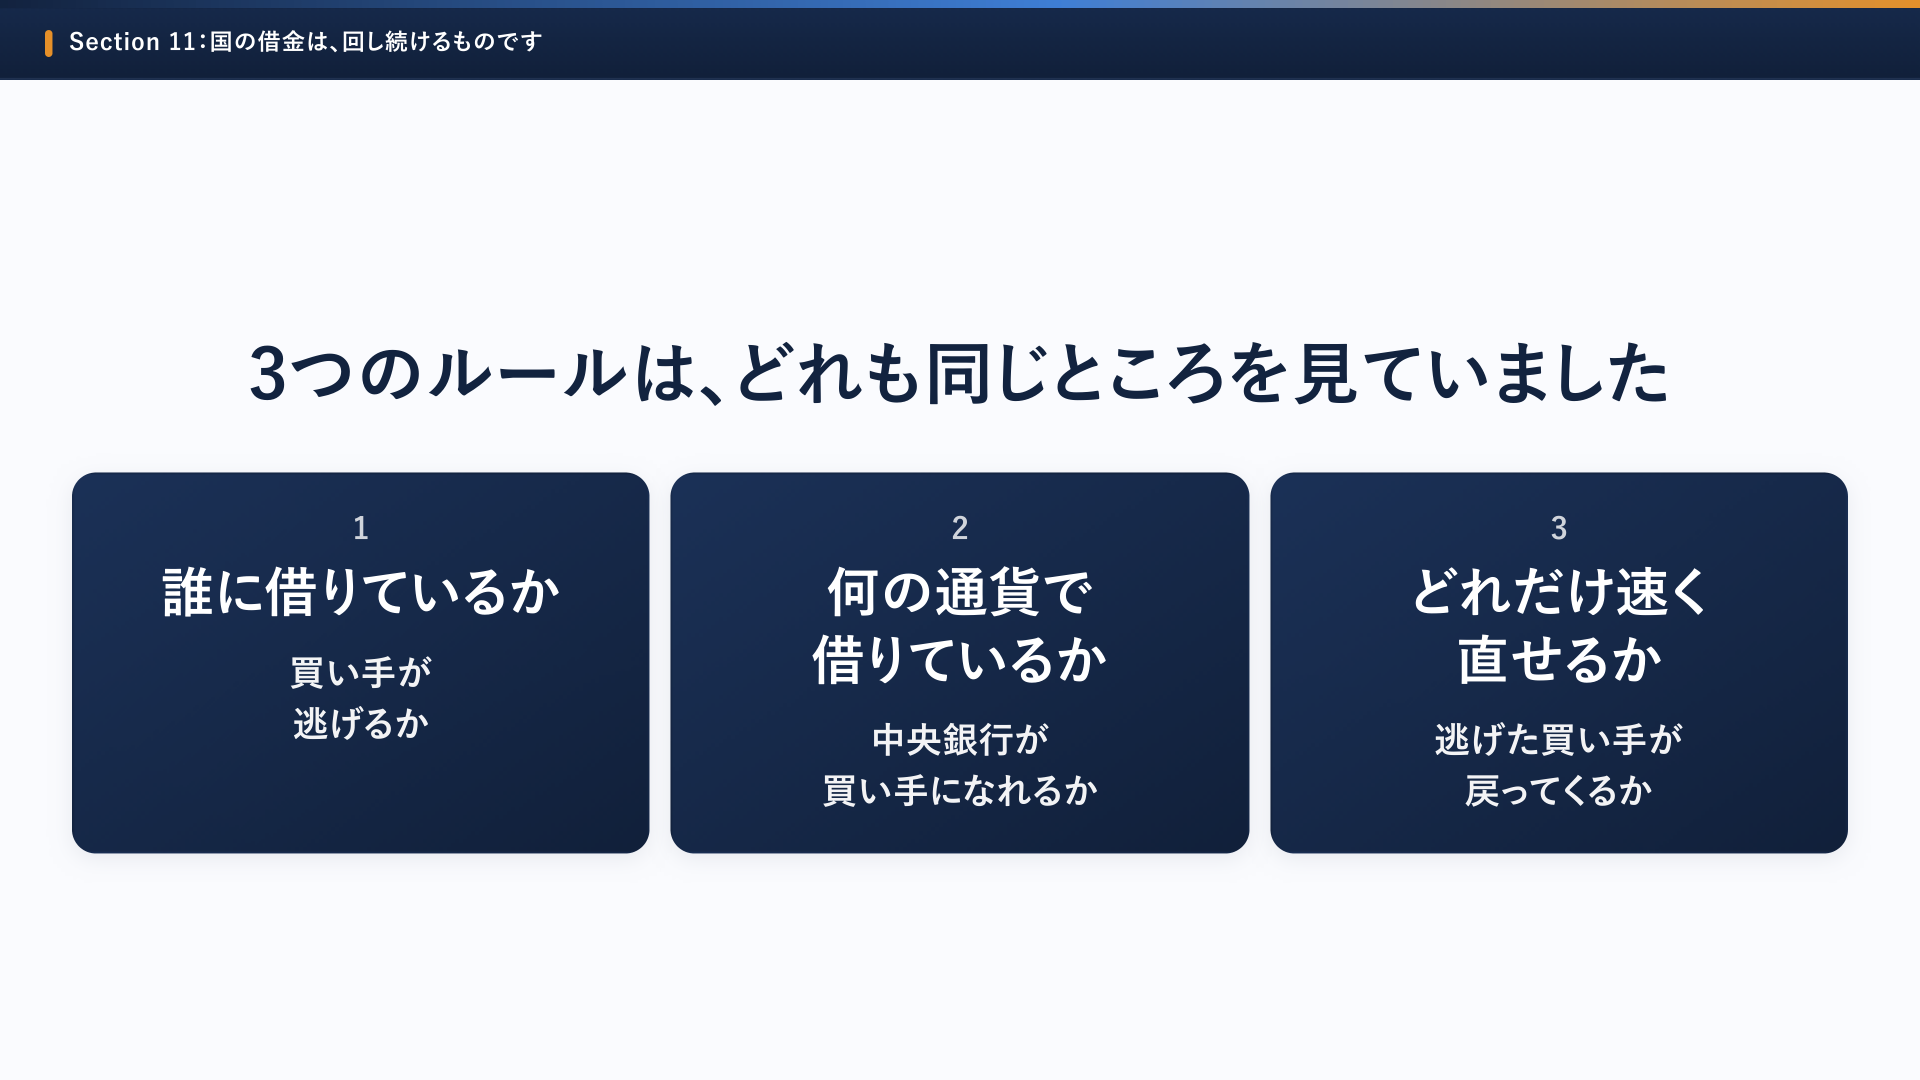 Section 11：国の借金は、回し続けるものです
3つのルールは、どれも同じところを見ていました
1
誰に借りているか
買い手が
逃げるか
2
何の通貨で
借りているか
中央銀行が
買い手になれるか
3
どれだけ速く
直せるか
逃げた買い手が
戻ってくるか